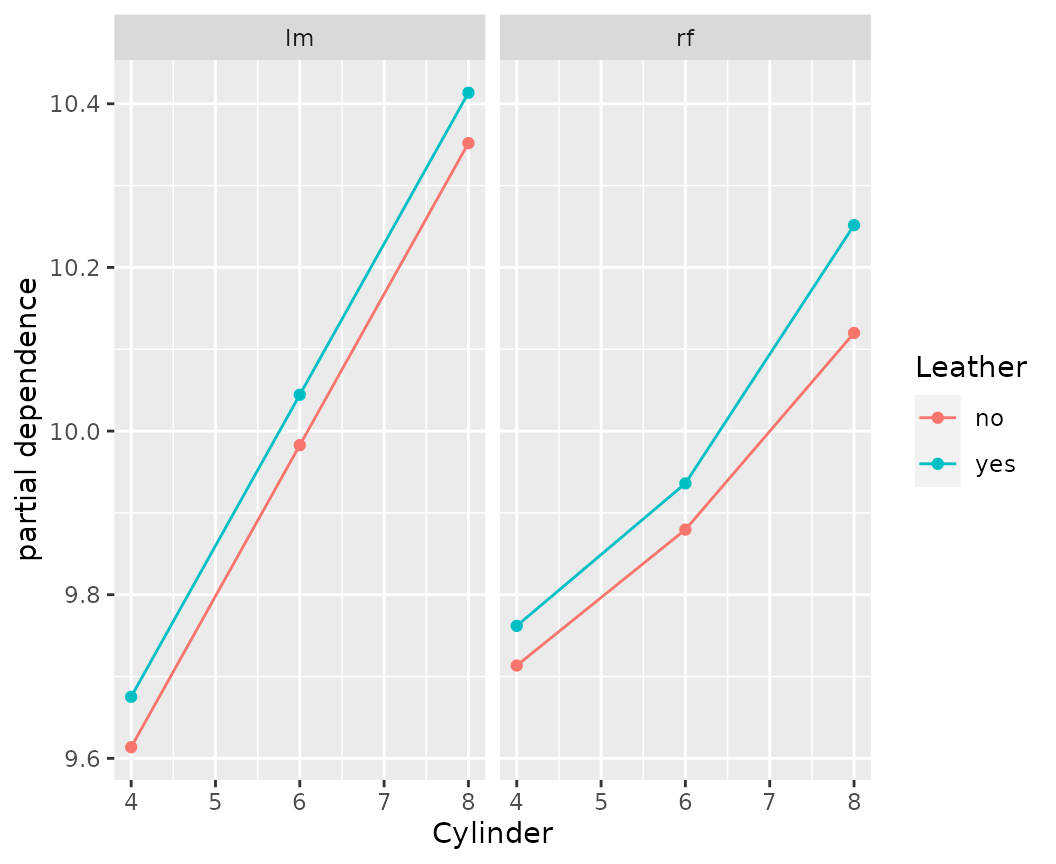 lm rf
10.4
10.2
10.0
9.8
9.6
partial dependence
4 5 6 7 8 4 5 6 7 8
Cylinder
Leather
no
yes